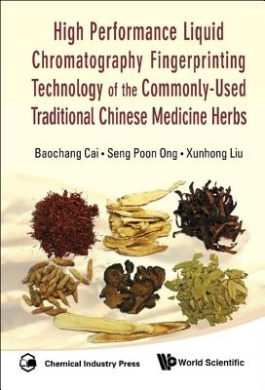 High Performance Liquid
Chromatography Fingerprinting
Technology of the Commonly-Used
Traditional Chinese Medicine Herbs
Baochang Cai • Seng Poon Ong • Xunhong Liu
Chemical Industry Press
World Scientific